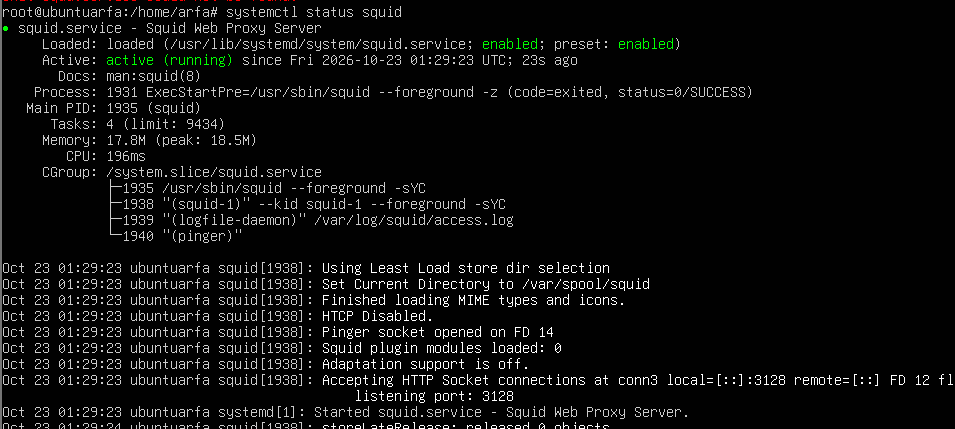 root@ubuntuarfa:/home/arfa# systemctl status squid
● squid.service - Squid Web Proxy Server
Loaded: loaded (/usr/lib/systemd/system/squid.service; enabled; preset: enabled)
Active: active (running) since Fri 2026-10-23 01:29:23 UTC; 23s ago
Docs: man:squid(8)
Process: 1931 ExecStartPre=/usr/sbin/squid --foreground -z (code=exited, status=0/SUCCESS)
Main PID: 1935 (squid)
Tasks: 4 (limit: 9434)
Memory: 17.8M (peak: 18.5M)
CPU: 196ms
CGroup: /system.slice/squid.service
├─1935 /usr/sbin/squid --foreground -sYC
├─1938 "(squid-1)" --kid squid-1 --foreground -sYC
├─1939 "(logfile-daemon)" /var/log/squid/access.log
└─1940 "(pinger)"
Oct 23 01:29:23 ubuntuarfa squid[1938]: Using Least Load store dir selection
Oct 23 01:29:23 ubuntuarfa squid[1938]: Set Current Directory to /var/spool/squid
Oct 23 01:29:23 ubuntuarfa squid[1938]: Finished loading MIME types and icons.
Oct 23 01:29:23 ubuntuarfa squid[1938]: HTCP Disabled.
Oct 23 01:29:23 ubuntuarfa squid[1938]: Pinger socket opened on FD 14
Oct 23 01:29:23 ubuntuarfa squid[1938]: Squid plugin modules loaded: 0
Oct 23 01:29:23 ubuntuarfa squid[1938]: Adaptation support is off.
Oct 23 01:29:23 ubuntuarfa squid[1938]: Accepting HTTP Socket connections at conn3 local=[::]:3128 remote=[::] FD 12 fl
listening port: 3128
Oct 23 01:29:23 ubuntuarfa systemd[1]: Started squid.service - Squid Web Proxy Server.
Oct 23 01:29:24 ubuntuarfa squid[1938]: storeLateRelease: released 0 objects